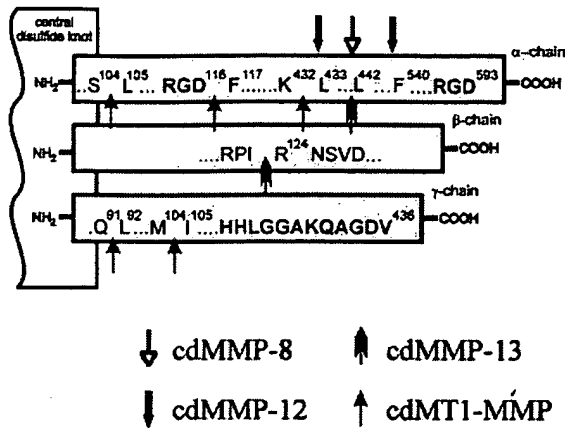 central
disulfide knot
α-chain
NH₂ ..S¹⁰⁴L¹⁰⁵... RGD¹¹⁶F¹¹⁷.......K⁴³²L⁴³³...L⁴⁴²...F⁵⁴⁰....RGD⁵⁹³ COOH
β-chain
NH₂ ....RPI R¹²⁴NSVD... COOH
γ-chain
NH₂ .Q⁹¹L⁹²...M¹⁰⁴I¹⁰⁵....HHLGGAKQAGDV⁴³⁶ COOH
cdMMP-8 cdMMP-13
cdMMP-12 cdMT1-MMP